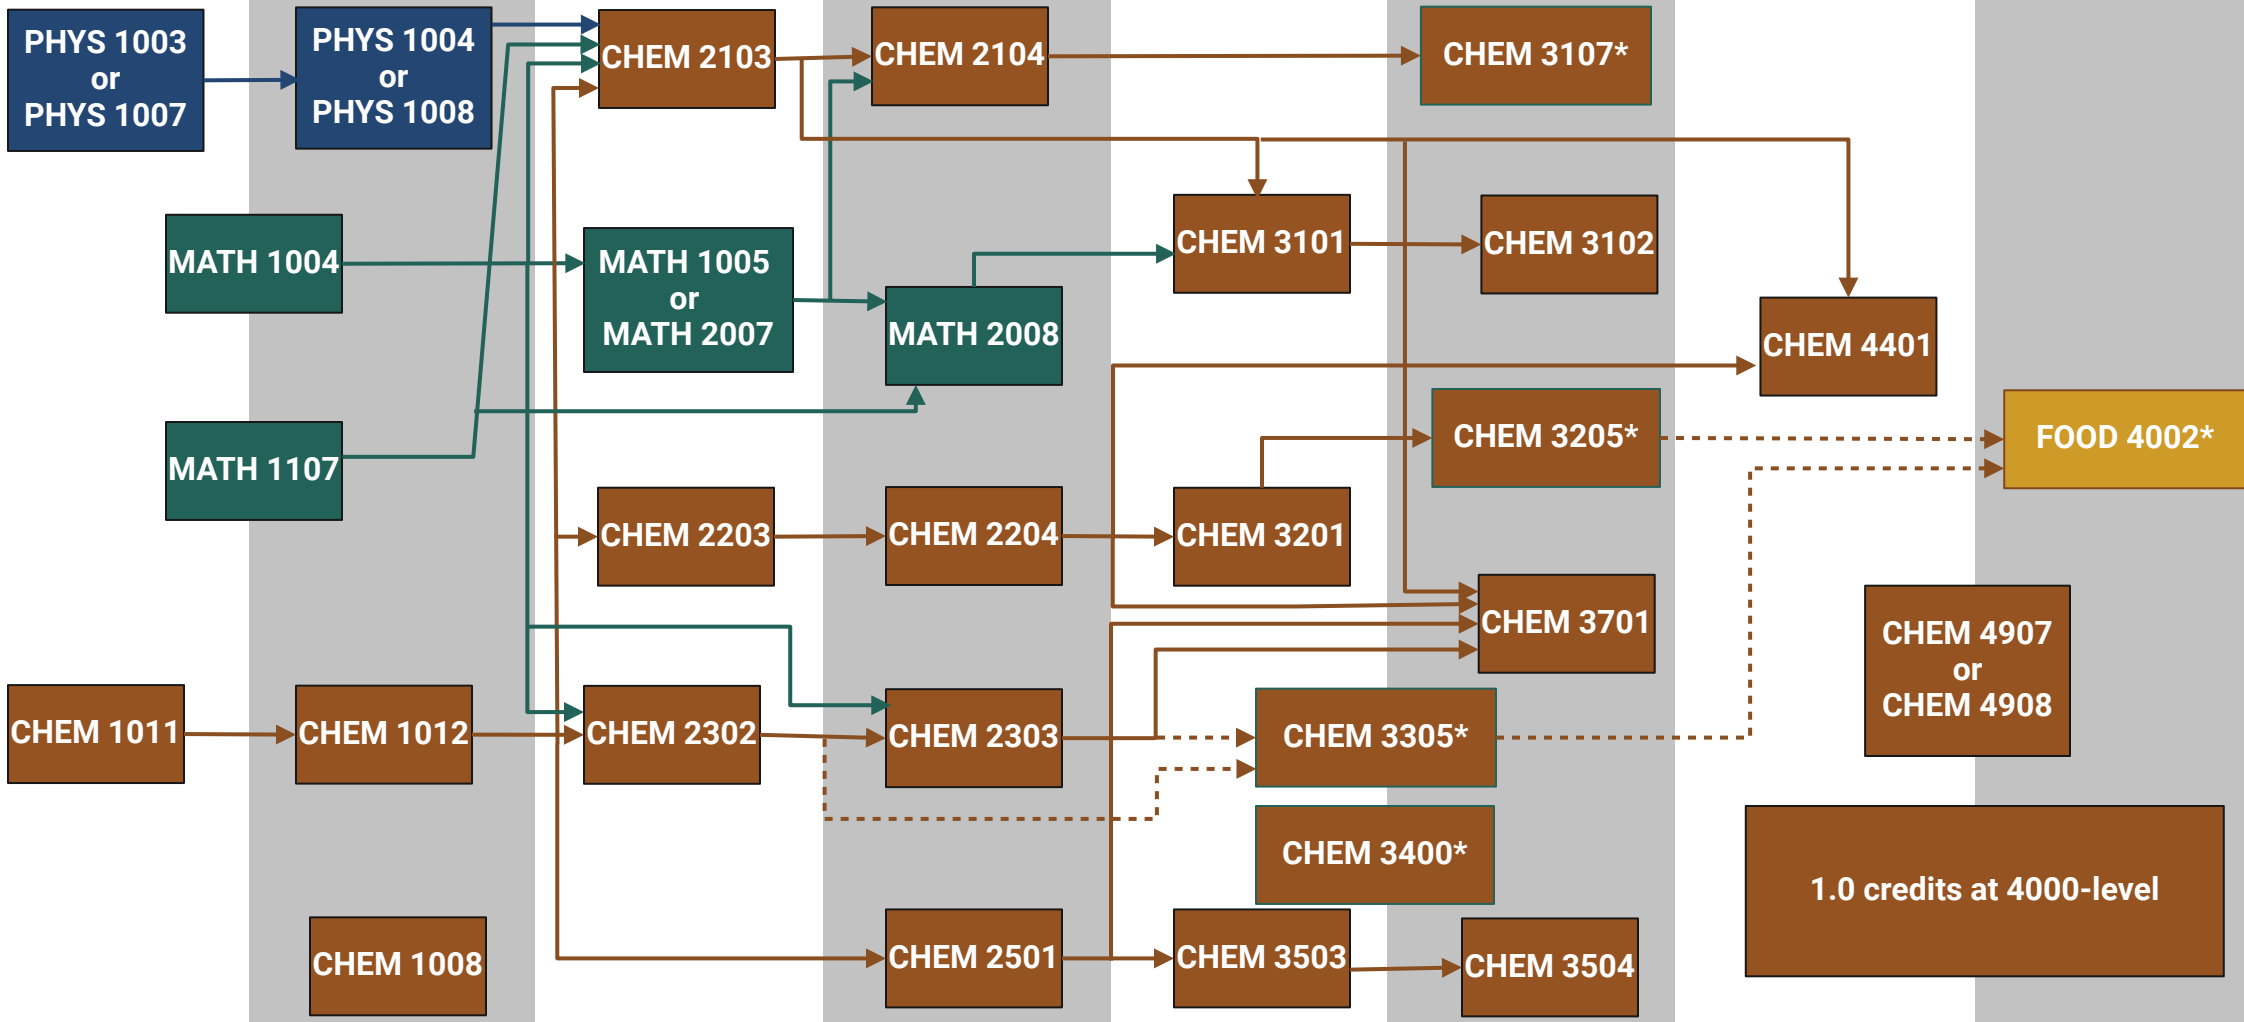 PHYS 1003
or
PHYS 1007
PHYS 1004
or
PHYS 1008
CHEM 2103
CHEM 2104
CHEM 3107*
MATH 1004
MATH 1005
or
MATH 2007
MATH 2008
CHEM 3101
CHEM 3102
CHEM 4401
MATH 1107
CHEM 3205*
FOOD 4002*
CHEM 2203
CHEM 2204
CHEM 3201
CHEM 3701
CHEM 4907
or
CHEM 4908
CHEM 1011
CHEM 1012
CHEM 2302
CHEM 2303
CHEM 3305*
CHEM 3400*
1.0 credits at 4000-level
CHEM 1008
CHEM 2501
CHEM 3503
CHEM 3504